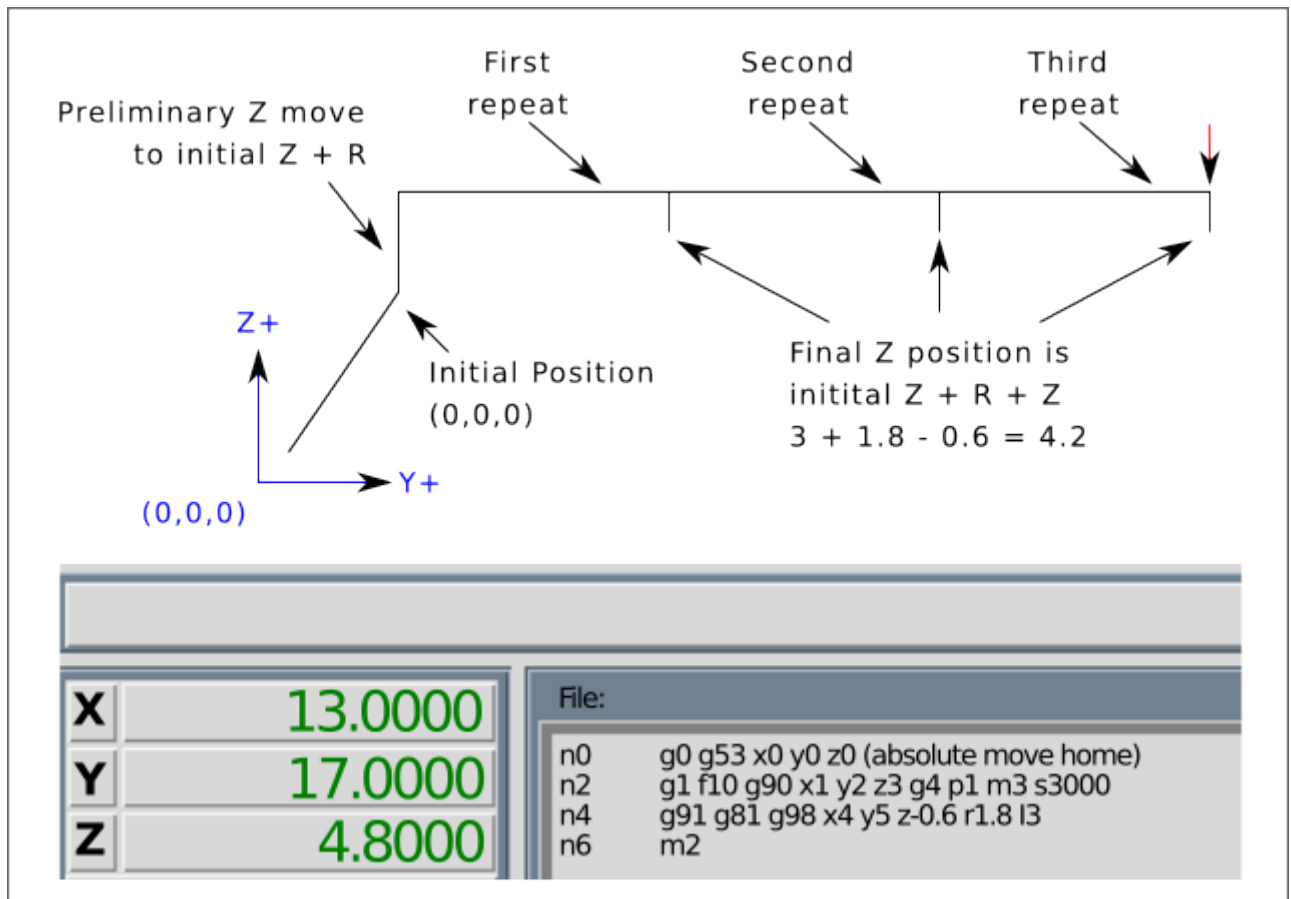 First
repeat
Second
repeat
Third
repeat
Preliminary Z move
to initial Z + R
Z+
Initial Position
(0,0,0)
Final Z position is
initital Z + R + Z
3 + 1.8 - 0.6 = 4.2
Y+
(0,0,0)
X 13.0000
Y 17.0000
Z 4.8000
File:
n0 g0 g53 x0 y0 z0 (absolute move home)
n2 g1 f10 g90 x1 y2 z3 g4 p1 m3 s3000
n4 g91 g81 g98 x4 y5 z-0.6 r1.8 l3
n6 m2